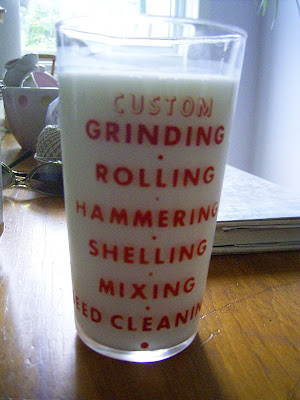 CUSTOM
GRINDING
ROLLING
HAMMERING
SHELLING
MIXING
EED CLEANIN